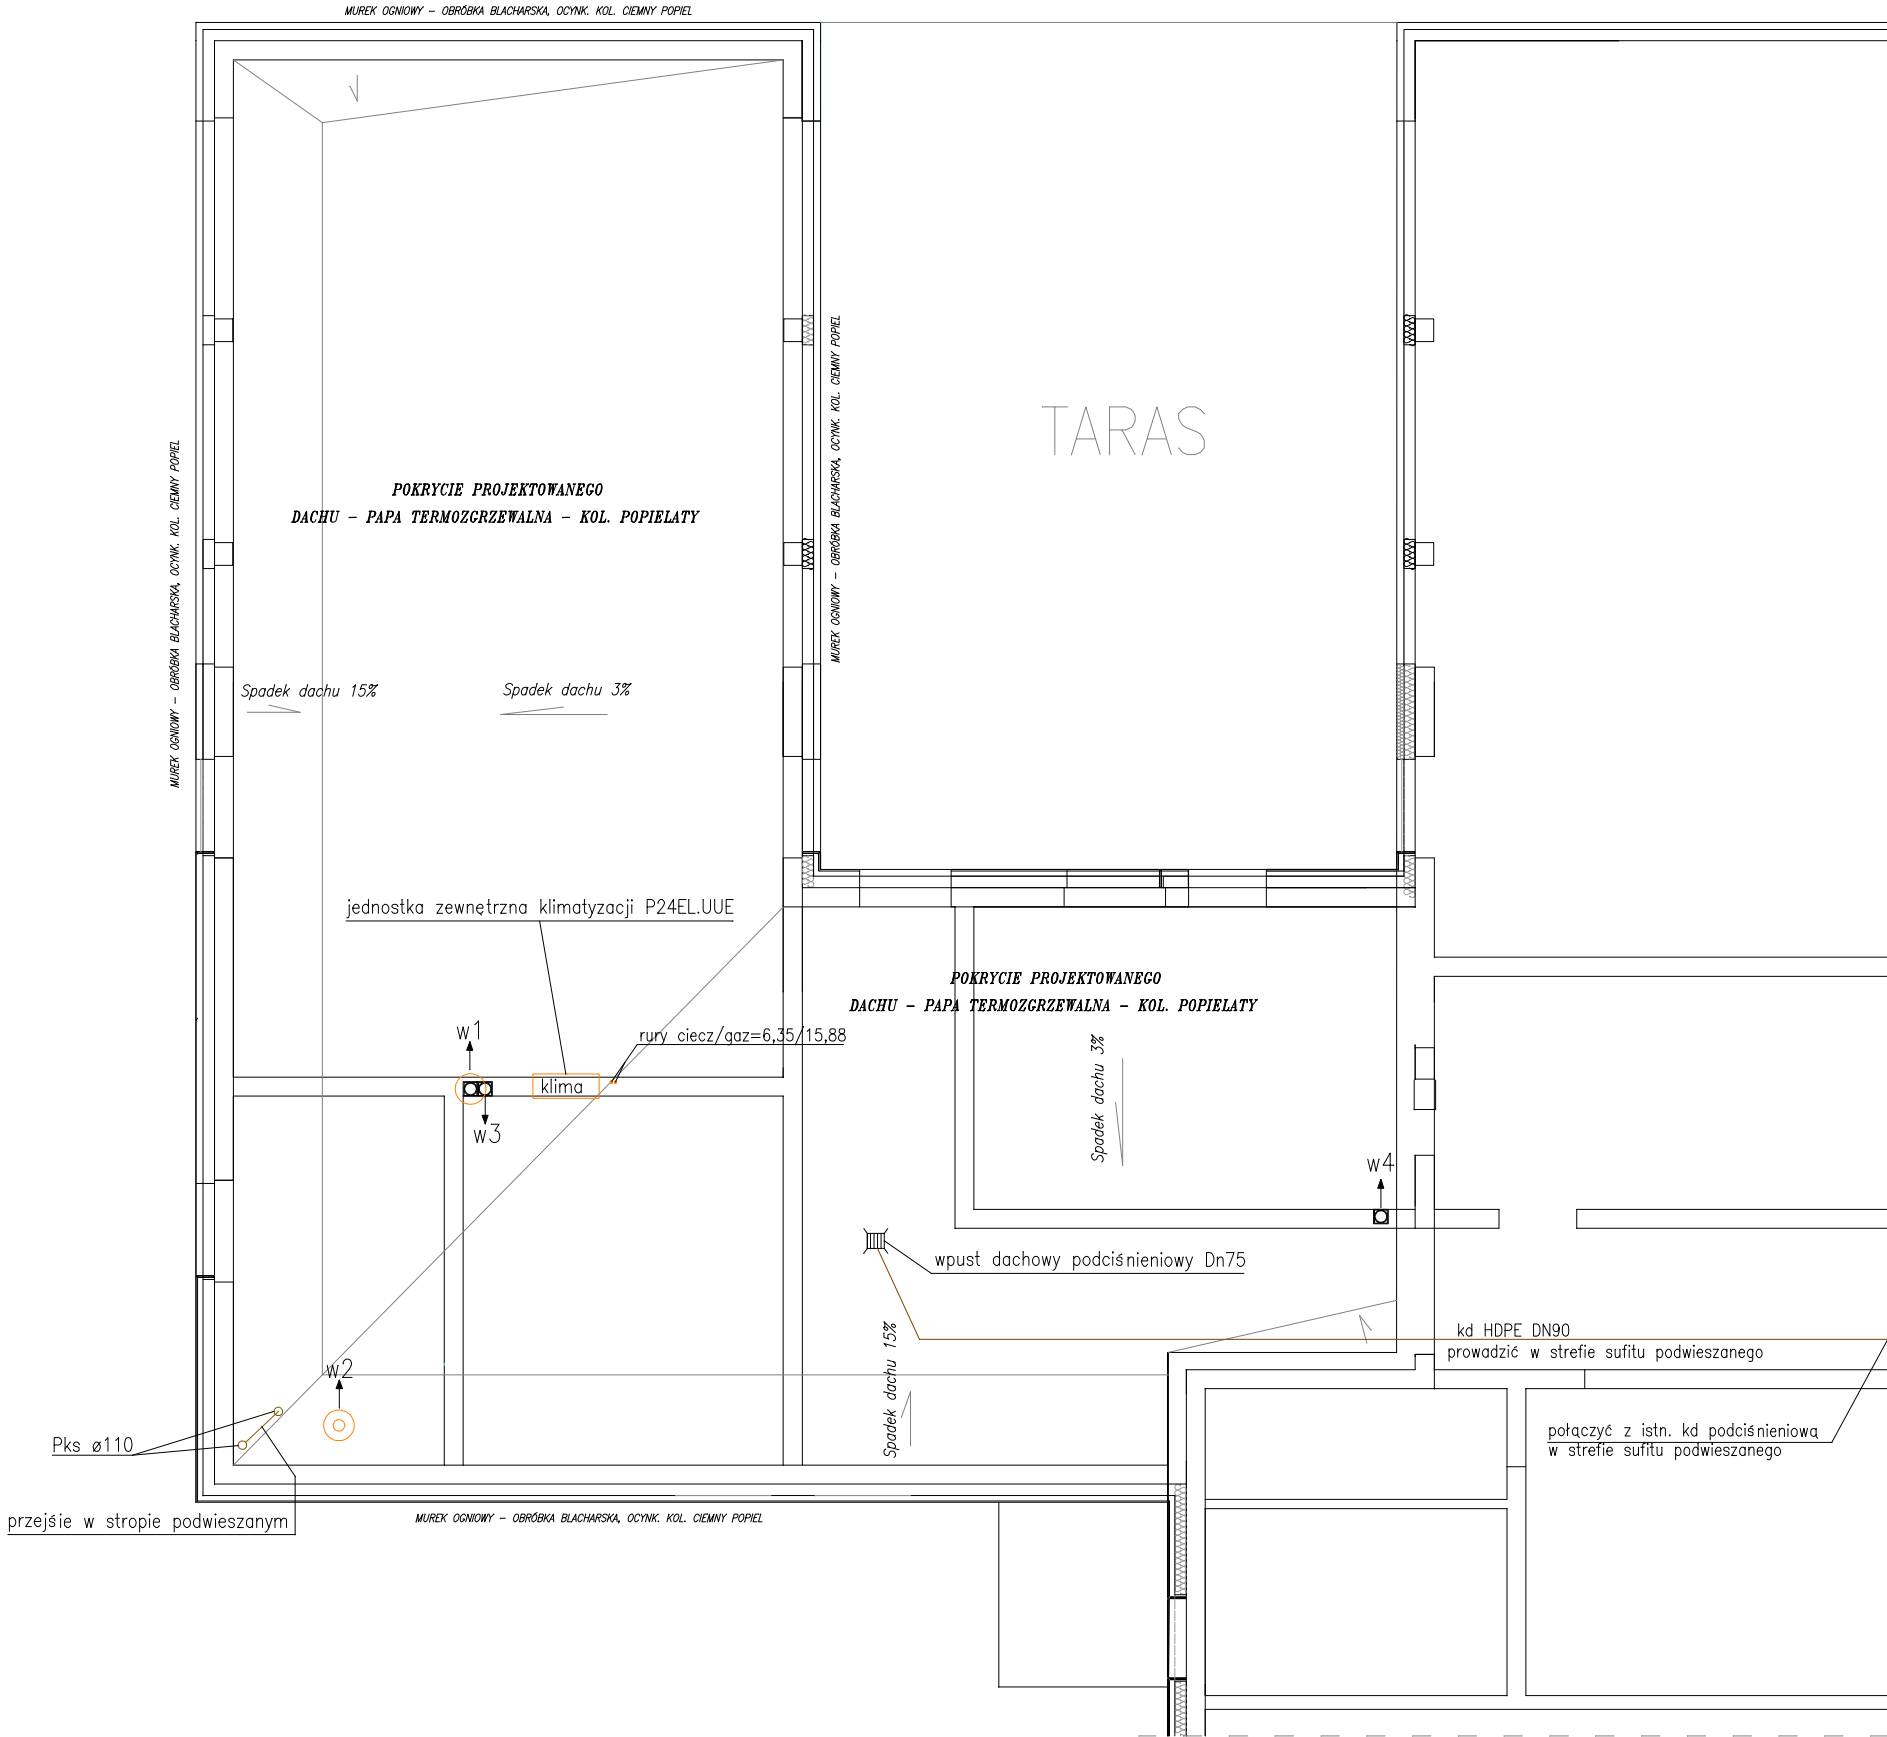 MUREK OGNIOWY – OBRÓBKA BLACHARSKA, OCYNK. KOL. CIEMNY POPIEL
MUREK OGNIOWY – OBRÓBKA BLACHARSKA, OCYNK. KOL. CIEMNY POPIEL
MUREK OGNIOWY – OBRÓBKA BLACHARSKA, OCYNK. KOL. CIEMNY POPIEL
TARAS
POKRYCIE PROJEKTOWANEGO
DACHU – PAPA TERMOZGRZEWALNA – KOL. POPIELATY
Spadek dachu 15%
Spadek dachu 3%
jednostka zewnętrzna klimatyzacji P24EL.UUE
POKRYCIE PROJEKTOWANEGO
DACHU – PAPA TERMOZGRZEWALNA – KOL. POPIELATY
w1
rury ciecz/gaz=6,35/15,88
klima
w3
Spadek dachu 3%
w4
wpust dachowy podciśnieniowy Dn75
Spadek dachu 15%
kd HDPE DN90
prowadzić w strefie sufitu podwieszanego
w2
połączyć z istn. kd podciśnieniową
w strefie sufitu podwieszanego
Pks ø110
przejśie w stropie podwieszanym
MUREK OGNIOWY – OBRÓBKA BLACHARSKA, OCYNK. KOL. CIEMNY POPIEL